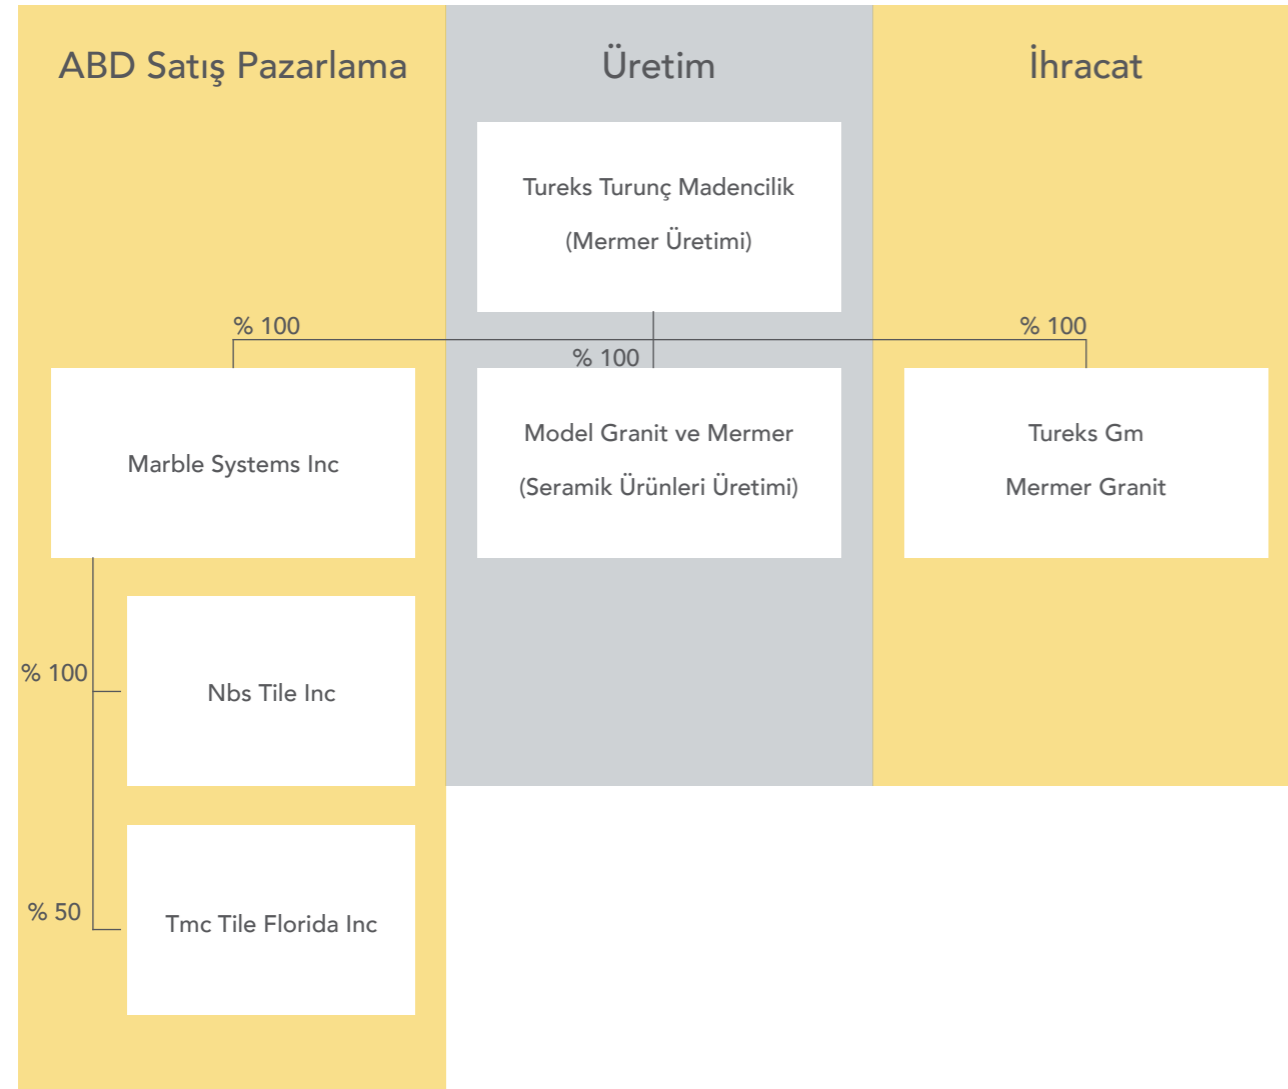 ABD Satış Pazarlama
Üretim
İhracat
Tureks Turunç Madencilik
(Mermer Üretimi)
% 100
% 100
% 100
Marble Systems Inc
Model Granit ve Mermer
(Seramik Ürünleri Üretimi)
Tureks Gm
Mermer Granit
% 100
Nbs Tile Inc
% 50
Tmc Tile Florida Inc